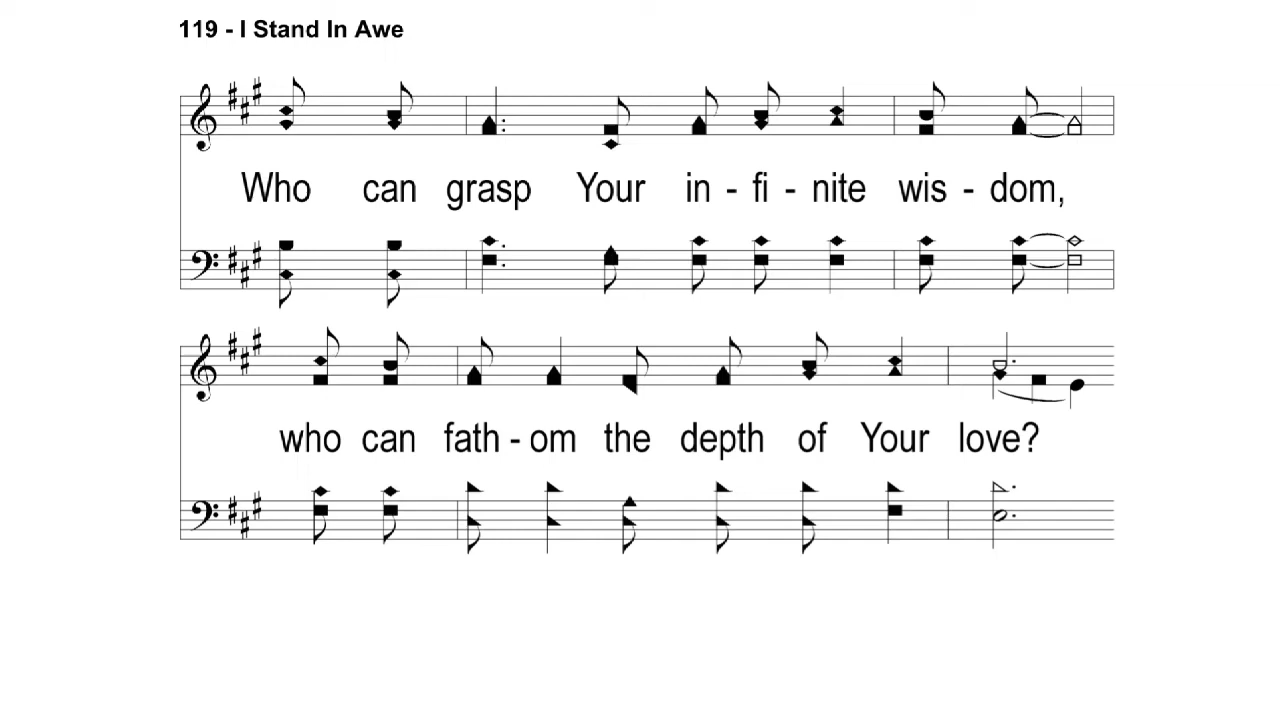 119 - I Stand In Awe
Who can grasp Your in - fi - nite wis - dom,
who can fath - om the depth of Your love?